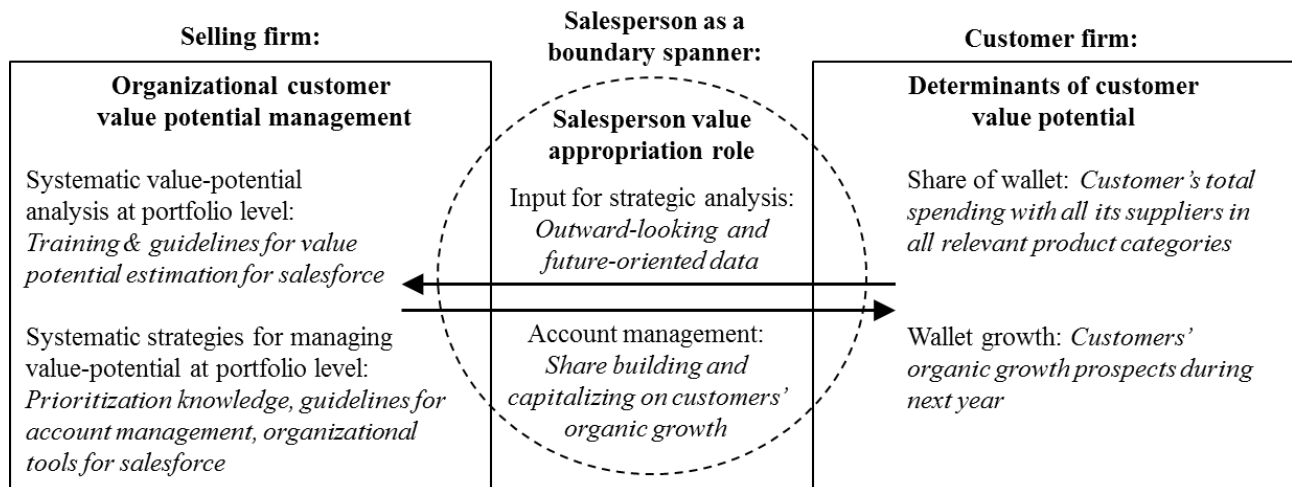 Selling firm:
Organizational customer
value potential management
Systematic value-potential
analysis at portfolio level:
Training & guidelines for value
potential estimation for salesforce
Systematic strategies for managing
value-potential at portfolio level:
Prioritization knowledge, guidelines for
account management, organizational
tools for salesforce
Salesperson as a
boundary spanner:
Salesperson value
appropriation role
Input for strategic analysis:
Outward-looking and
future-oriented data
Account management:
Share building and
capitalizing on customers’
organic growth
Customer firm:
Determinants of customer
value potential
Share of wallet: Customer’s total
spending with all its suppliers in
all relevant product categories
Wallet growth: Customers’
organic growth prospects during
next year